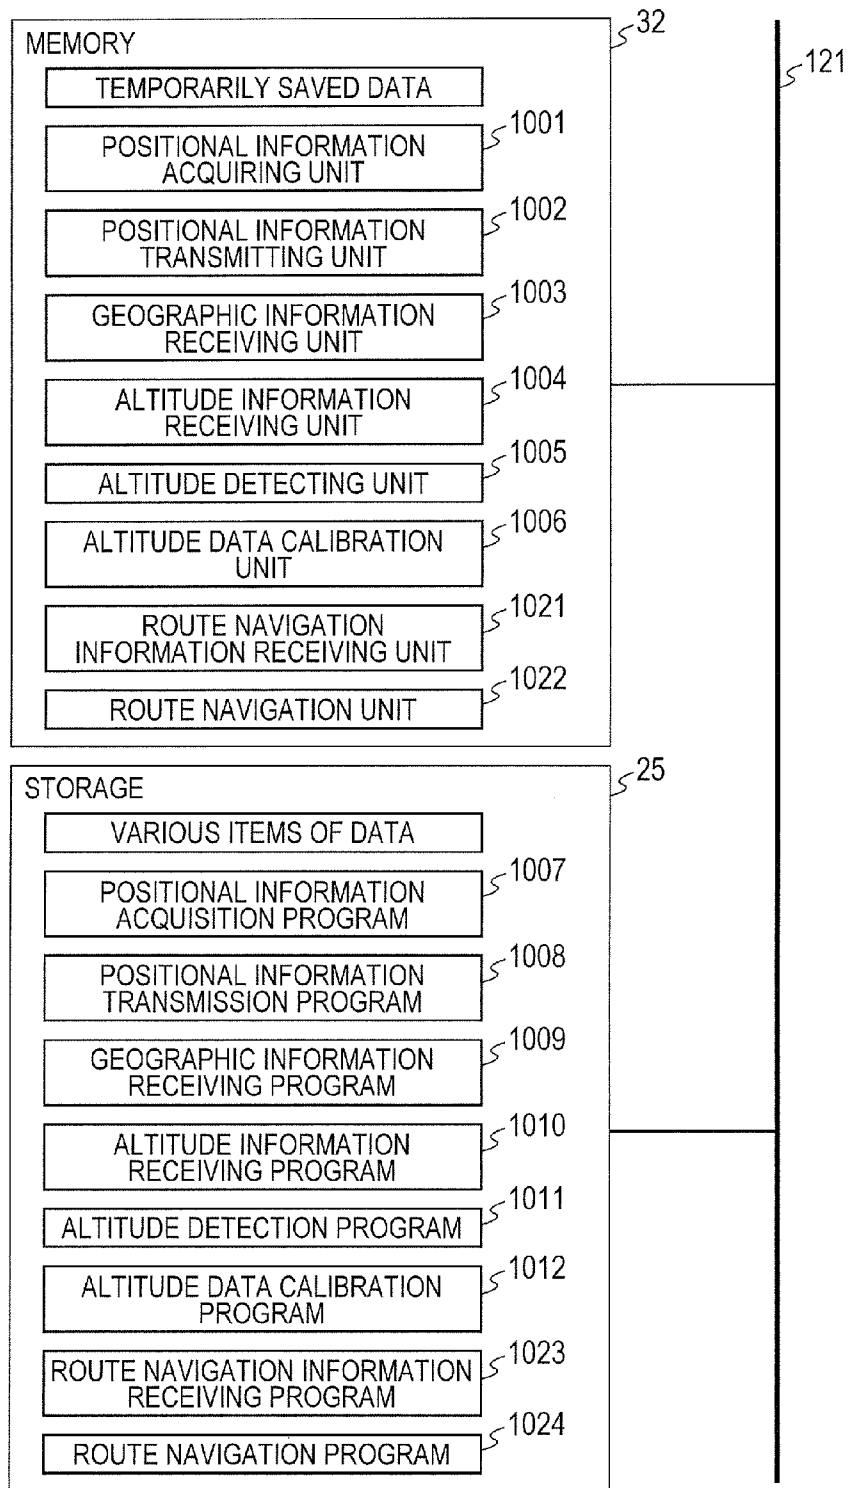 MEMORY
32
121
TEMPORARILY SAVED DATA
1001
POSITIONAL INFORMATION
ACQUIRING UNIT
1002
POSITIONAL INFORMATION
TRANSMITTING UNIT
1003
GEOGRAPHIC INFORMATION
RECEIVING UNIT
1004
ALTITUDE INFORMATION
RECEIVING UNIT
1005
ALTITUDE DETECTING UNIT
1006
ALTITUDE DATA CALIBRATION
UNIT
1021
ROUTE NAVIGATION
INFORMATION RECEIVING UNIT
1022
ROUTE NAVIGATION UNIT
STORAGE
25
VARIOUS ITEMS OF DATA
1007
POSITIONAL INFORMATION
ACQUISITION PROGRAM
1008
POSITIONAL INFORMATION
TRANSMISSION PROGRAM
1009
GEOGRAPHIC INFORMATION
RECEIVING PROGRAM
1010
ALTITUDE INFORMATION
RECEIVING PROGRAM
1011
ALTITUDE DETECTION PROGRAM
1012
ALTITUDE DATA CALIBRATION
PROGRAM
1023
ROUTE NAVIGATION INFORMATION
RECEIVING PROGRAM
1024
ROUTE NAVIGATION PROGRAM